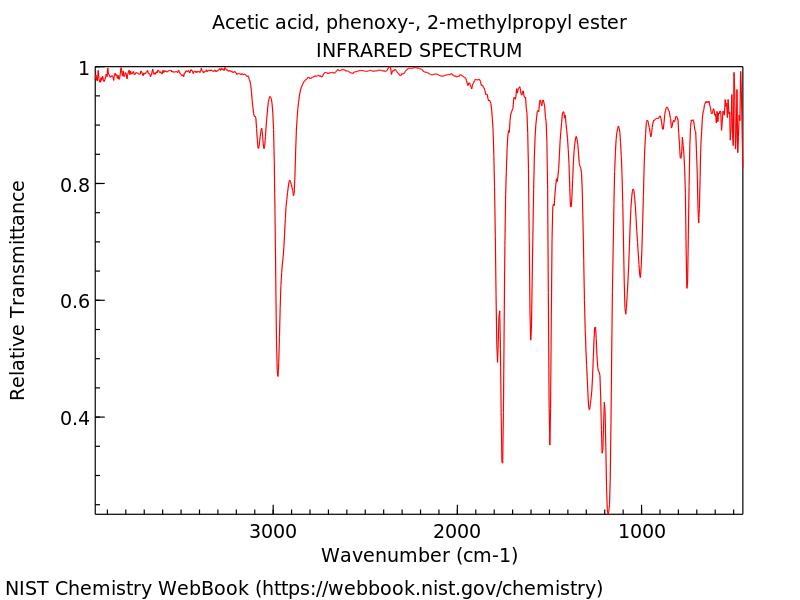 Acetic acid, phenoxy-, 2-methylpropyl ester
INFRARED SPECTRUM
1
0.8
0.6
0.4
Relative Transmittance
3000 2000 1000
Wavenumber (cm-1)
NIST Chemistry WebBook (https://webbook.nist.gov/chemistry)